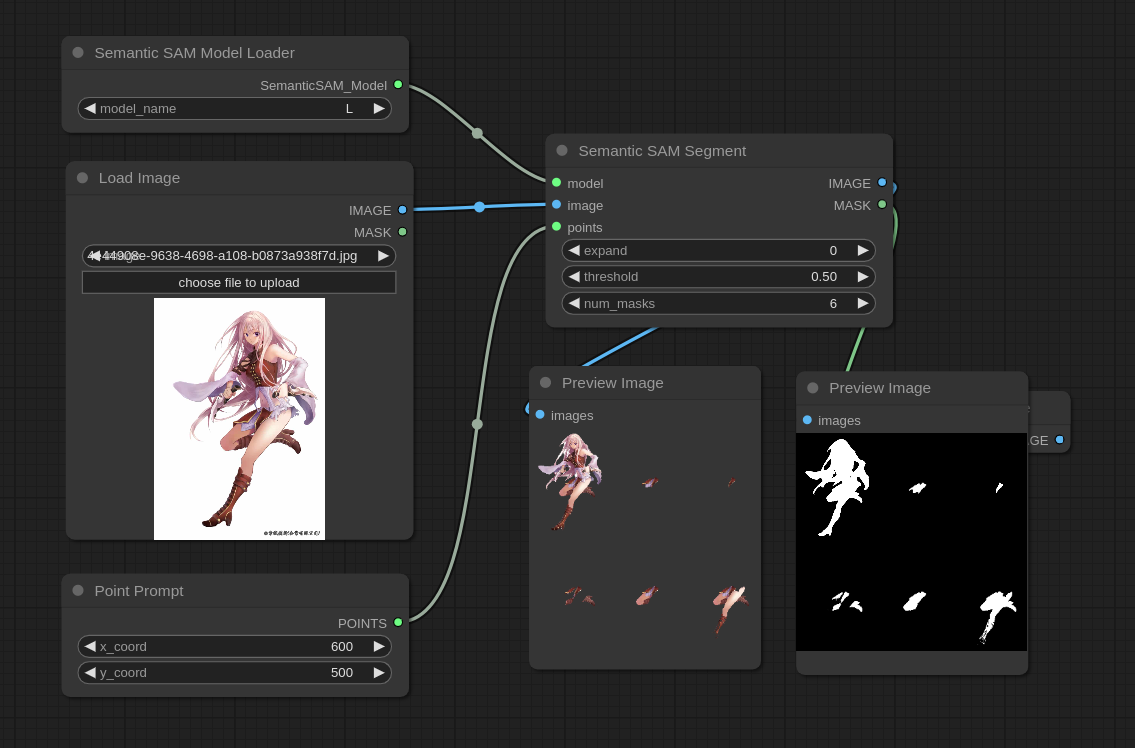 Semantic SAM Model Loader
SemanticSAM_Model
model_name
L
Load Image
IMAGE
MASK
e-9638-4698-a108-b0873a938f7d.jpg
choose file to upload
Point Prompt
POINTS
x_coord
600
y_coord
500
Semantic SAM Segment
model
IMAGE
image
MASK
points
expand
0
threshold
0.50
num_masks
6
Preview Image
images
Preview Image
images
GE